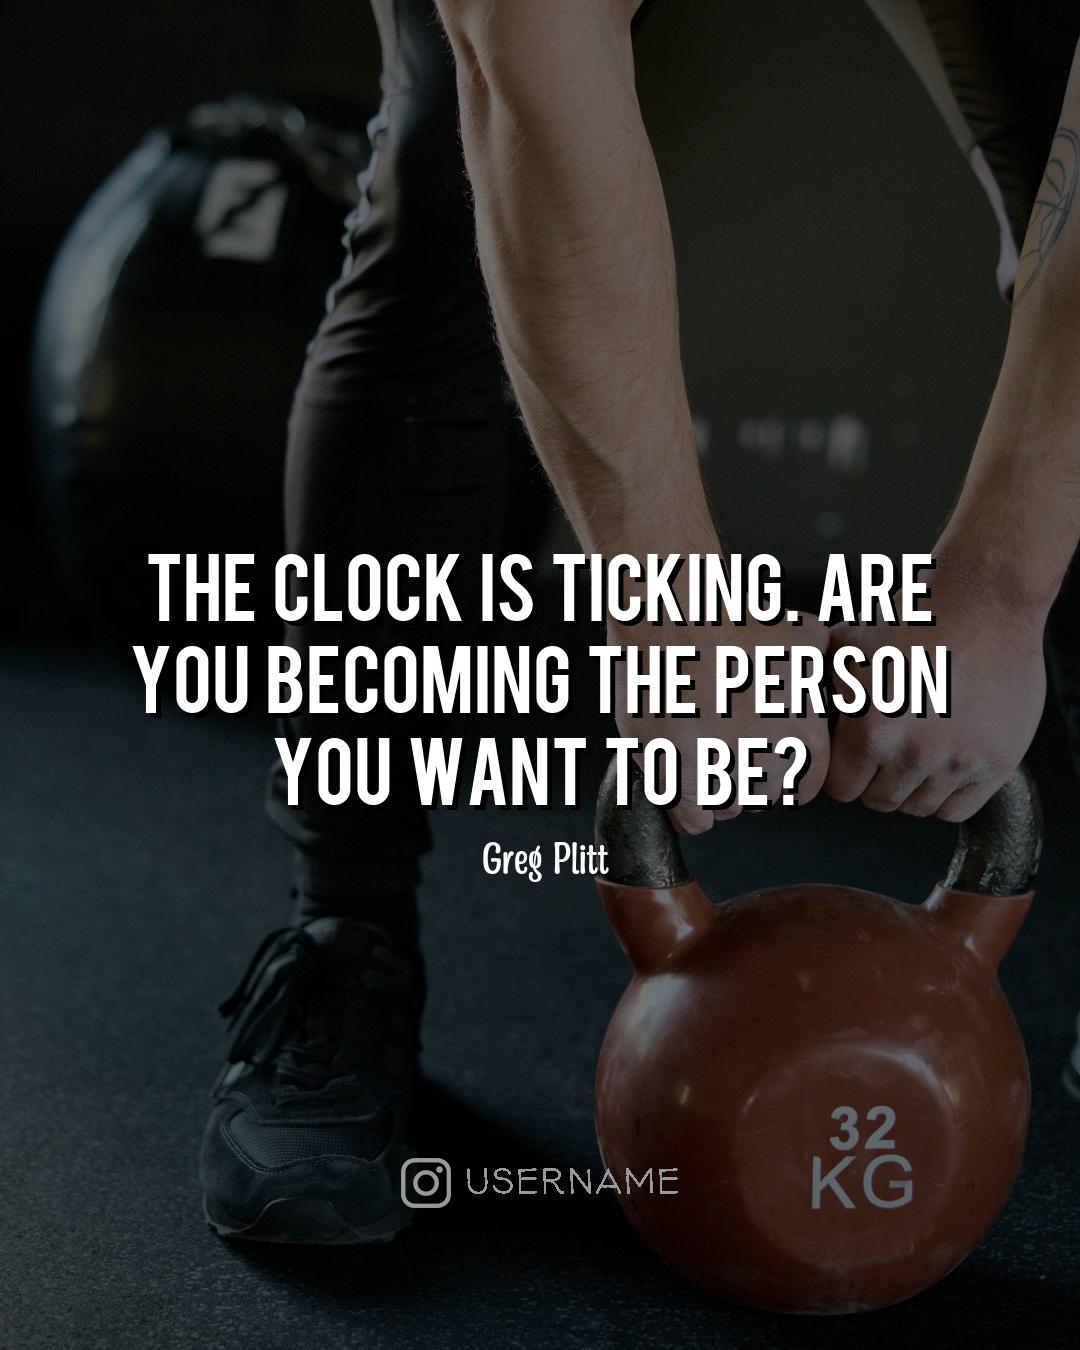 THE CLOCK IS TICKING. ARE
YOU BECOMING THE PERSON
YOU WANT TO BE?
Greg Plitt
32
KG
USERNAME